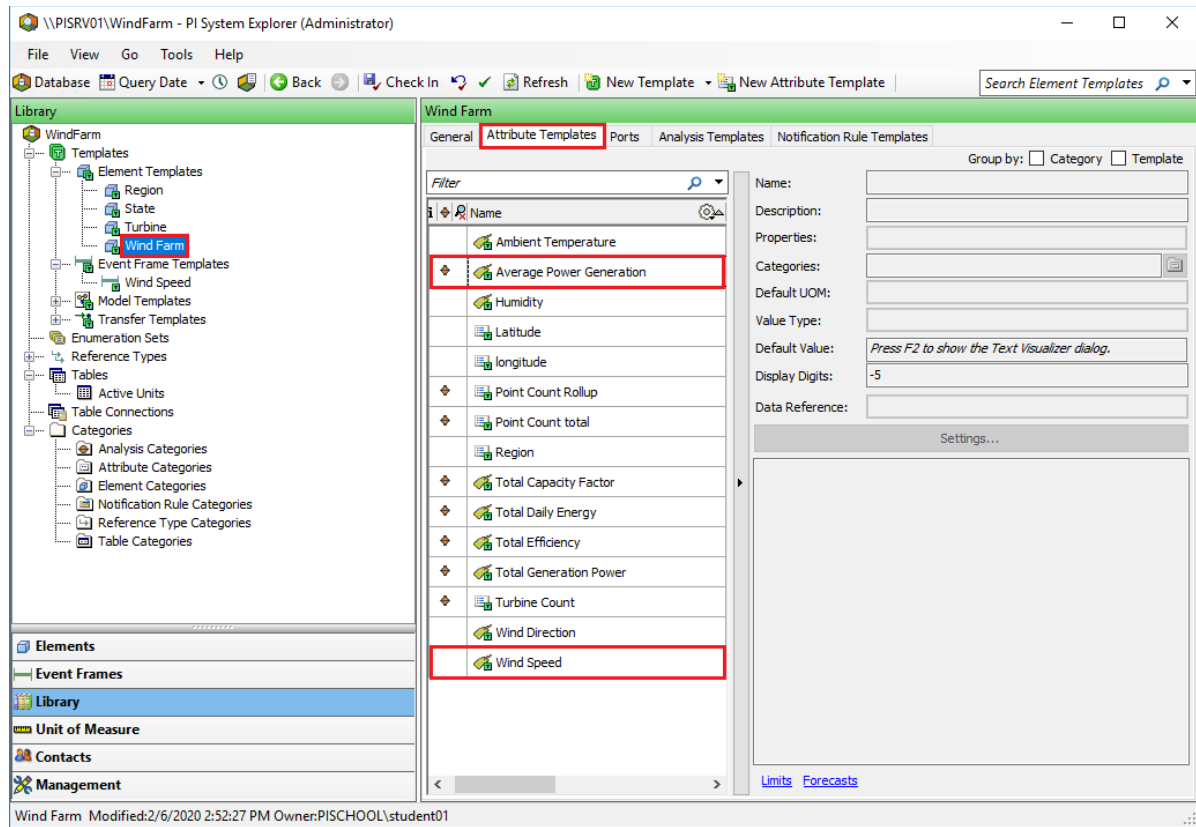 \\PISRV01\WindFarm - PI System Explorer (Administrator)
File View Go Tools Help
Database Query Date Back Check In Refresh New Template New Attribute Template Search Element Templates
Library
WindFarm
Templates
Element Templates
Region
State
Turbine
Wind Farm
Event Frame Templates
Wind Speed
Model Templates
Transfer Templates
Enumeration Sets
Reference Types
Tables
Active Units
Table Connections
Categories
Analysis Categories
Attribute Categories
Element Categories
Notification Rule Categories
Reference Type Categories
Table Categories
Elements
Event Frames
Library
Unit of Measure
Contacts
Management
Wind Farm
General Attribute Templates Ports Analysis Templates Notification Rule Templates
Group by: Category Template
Filter
Name
Ambient Temperature
Average Power Generation
Humidity
Latitude
longitude
Point Count Rollup
Point Count total
Region
Total Capacity Factor
Total Daily Energy
Total Efficiency
Total Generation Power
Turbine Count
Wind Direction
Wind Speed
Name:
Description:
Properties:
Categories:
Default UOM:
Value Type:
Default Value: Press F2 to show the Text Visualizer dialog.
Display Digits: -5
Data Reference:
Settings...
Limits Forecasts
Wind Farm Modified:2/6/2020 2:52:27 PM Owner:PISCHOOL\student01